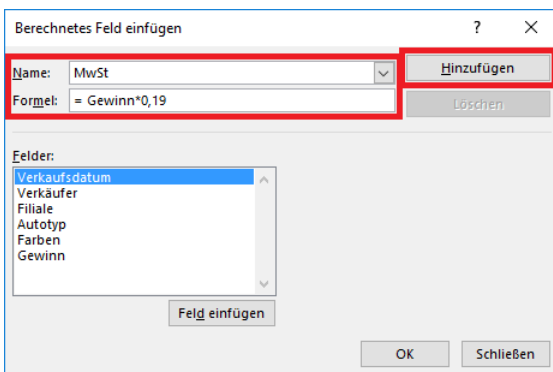 Berechnetes Feld einfügen ? ×
Name: MwSt Hinzufügen
Formel: = Gewinn*0,19 Löschen
Felder:
Verkaufsdatum
Verkäufer
Filiale
Autotyp
Farben
Gewinn
Feld einfügen
OK Schließen